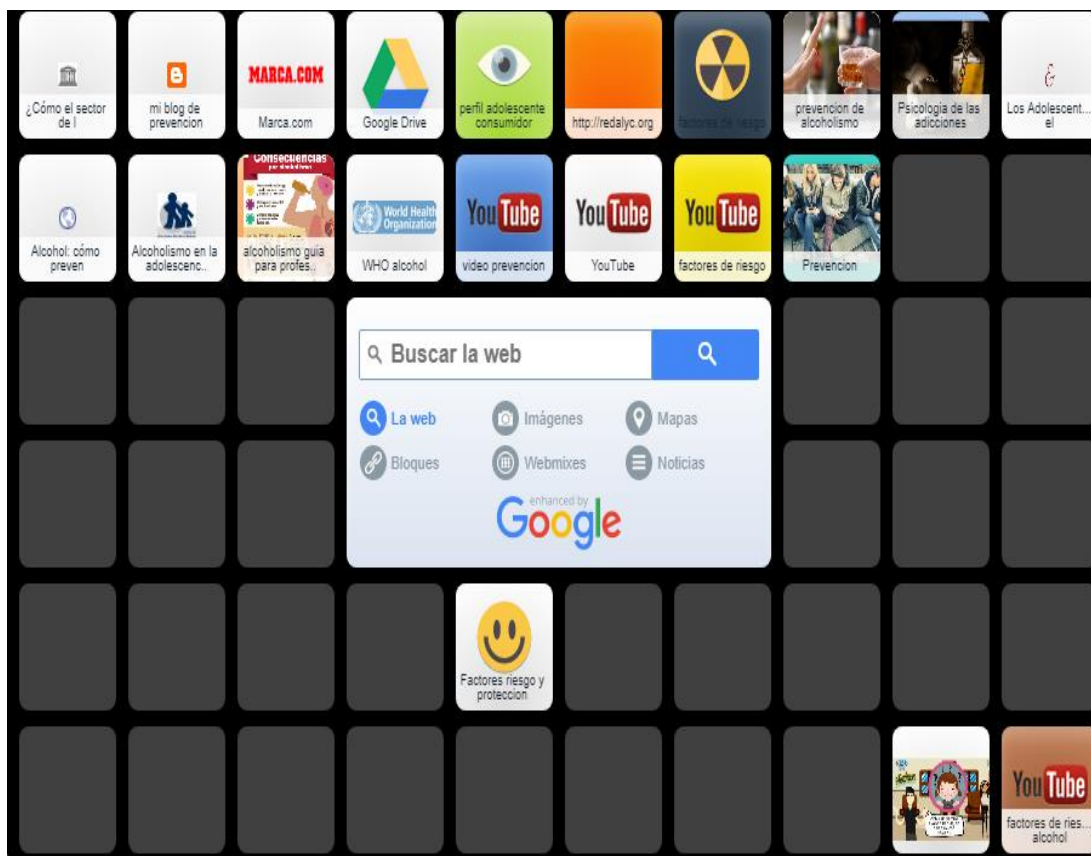 ¿Cómo el sector
de l
mi blog de
prevencion
MARCA.COM
Marca.com
Google Drive
perfil adolescente
consumidor
http://redalyc.org
factores de riesgo
prevencion de
alcoholismo
Psicologia de las
adicciones
&
Los Adolescent...
el
Alcohol: cómo
preven
Alcoholismo en la
adolescenc..
Consecuencias
por alcoholismo
alcoholismo guia
para profes..
World Health
Organization
WHO alcohol
YouTube
video prevencion
YouTube
YouTube
YouTube
factores de riesgo
Prevencion
Buscar la web
La web
Imágenes
Mapas
Bloques
Webmixes
Noticias
enhanced by
Google
Factores riesgo y
proteccion
YouTube
factores de ries...
alcohol